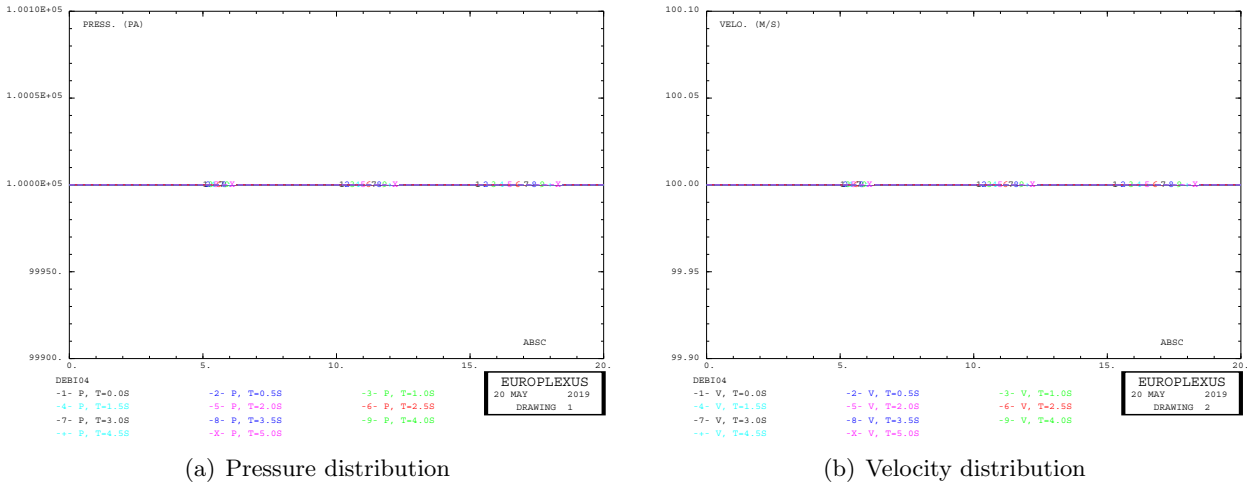 1.0010E+05
PRESS. (PA)
1.0005E+05
1.0000E+05
99950.
99900.
ABSC
0. 5. 10. 15. 20.
DEBI04
-1- P, T=0.0S -2- P, T=0.5S -3- P, T=1.0S
-4- P, T=1.5S -5- P, T=2.0S -6- P, T=2.5S
-7- P, T=3.0S -8- P, T=3.5S -9- P, T=4.0S
-+- P, T=4.5S -X- P, T=5.0S
EUROPLEXUS
20 MAY 2019
DRAWING 1
(a) Pressure distribution
100.10
VELO. (M/S)
100.05
100.00
99.95
99.90
ABSC
0. 5. 10. 15. 20.
DEBI04
-1- V, T=0.0S -2- V, T=0.5S -3- V, T=1.0S
-4- V, T=1.5S -5- V, T=2.0S -6- V, T=2.5S
-7- V, T=3.0S -8- V, T=3.5S -9- V, T=4.0S
-+- V, T=4.5S -X- V, T=5.0S
EUROPLEXUS
20 MAY 2019
DRAWING 2
(b) Velocity distribution